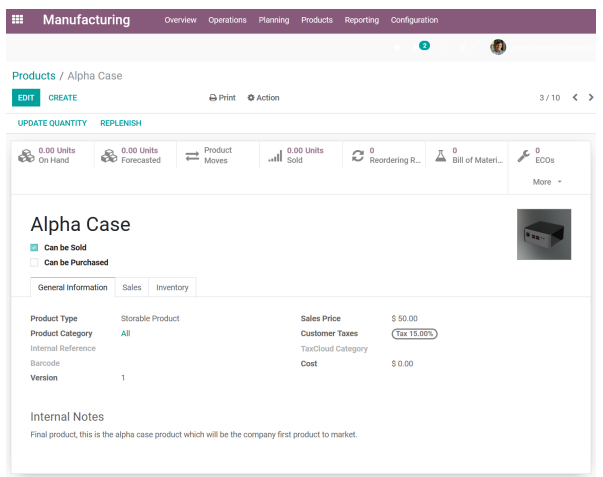 Manufacturing Overview Operations Planning Products Reporting Configuration
2
Products / Alpha Case
EDIT CREATE Print Action 3 / 10
UPDATE QUANTITY REPLENISH
0.00 Units On Hand
0.00 Units Forecasted
Product Moves
0.00 Units Sold
0 Reordering R...
0 Bill of Materi...
0 ECOs
More
Alpha Case
Can be Sold
Can be Purchased
General Information Sales Inventory
Product Type Storable Product Sales Price $ 50.00
Product Category All Customer Taxes Tax 15.00%
Internal Reference TaxCloud Category
Barcode Cost $ 0.00
Version 1
Internal Notes
Final product, this is the alpha case product which will be the company first product to market.